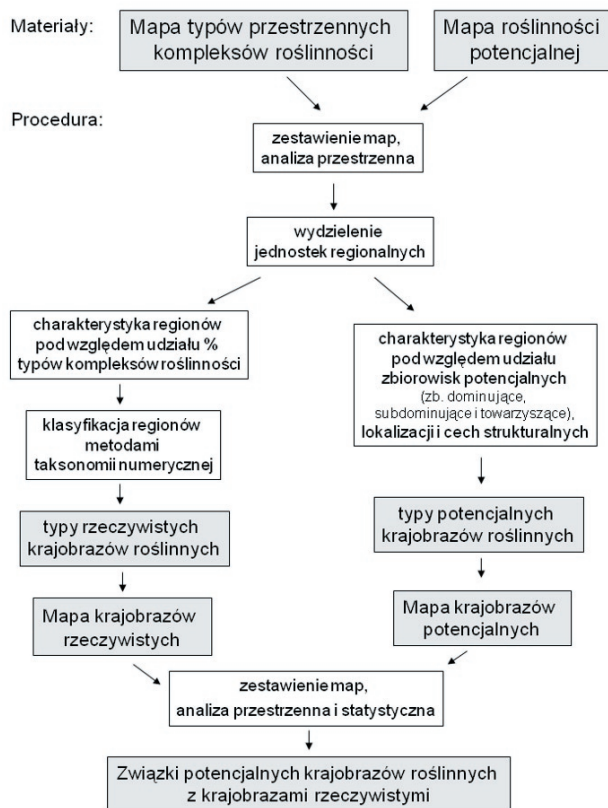 Materiały:
Mapa typów przestrzennych
kompleksów roślinności
Mapa roślinności
potencjalnej
Procedura:
zestawienie map,
analiza przestrzenna
wydzielenie
jednostek regionalnych
charakterystyka regionów
pod względem udziału %
typów kompleksów roślinności
charakterystyka regionów
pod względem udziału
zbiorowisk potencjalnych
(zb. dominujące,
subdominujące i towarzyszące),
lokalizacji i cech strukturalnych
klasyfikacja regionów
metodami
taksonomii numerycznej
typy rzeczywistych
krajobrazów roślinnych
typy potencjalnych
krajobrazów roślinnych
Mapa krajobrazów
rzeczywistych
Mapa krajobrazów
potencjalnych
zestawienie map,
analiza przestrzenna i statystyczna
Związki potencjalnych krajobrazów roślinnych
z krajobrazami rzeczywistymi